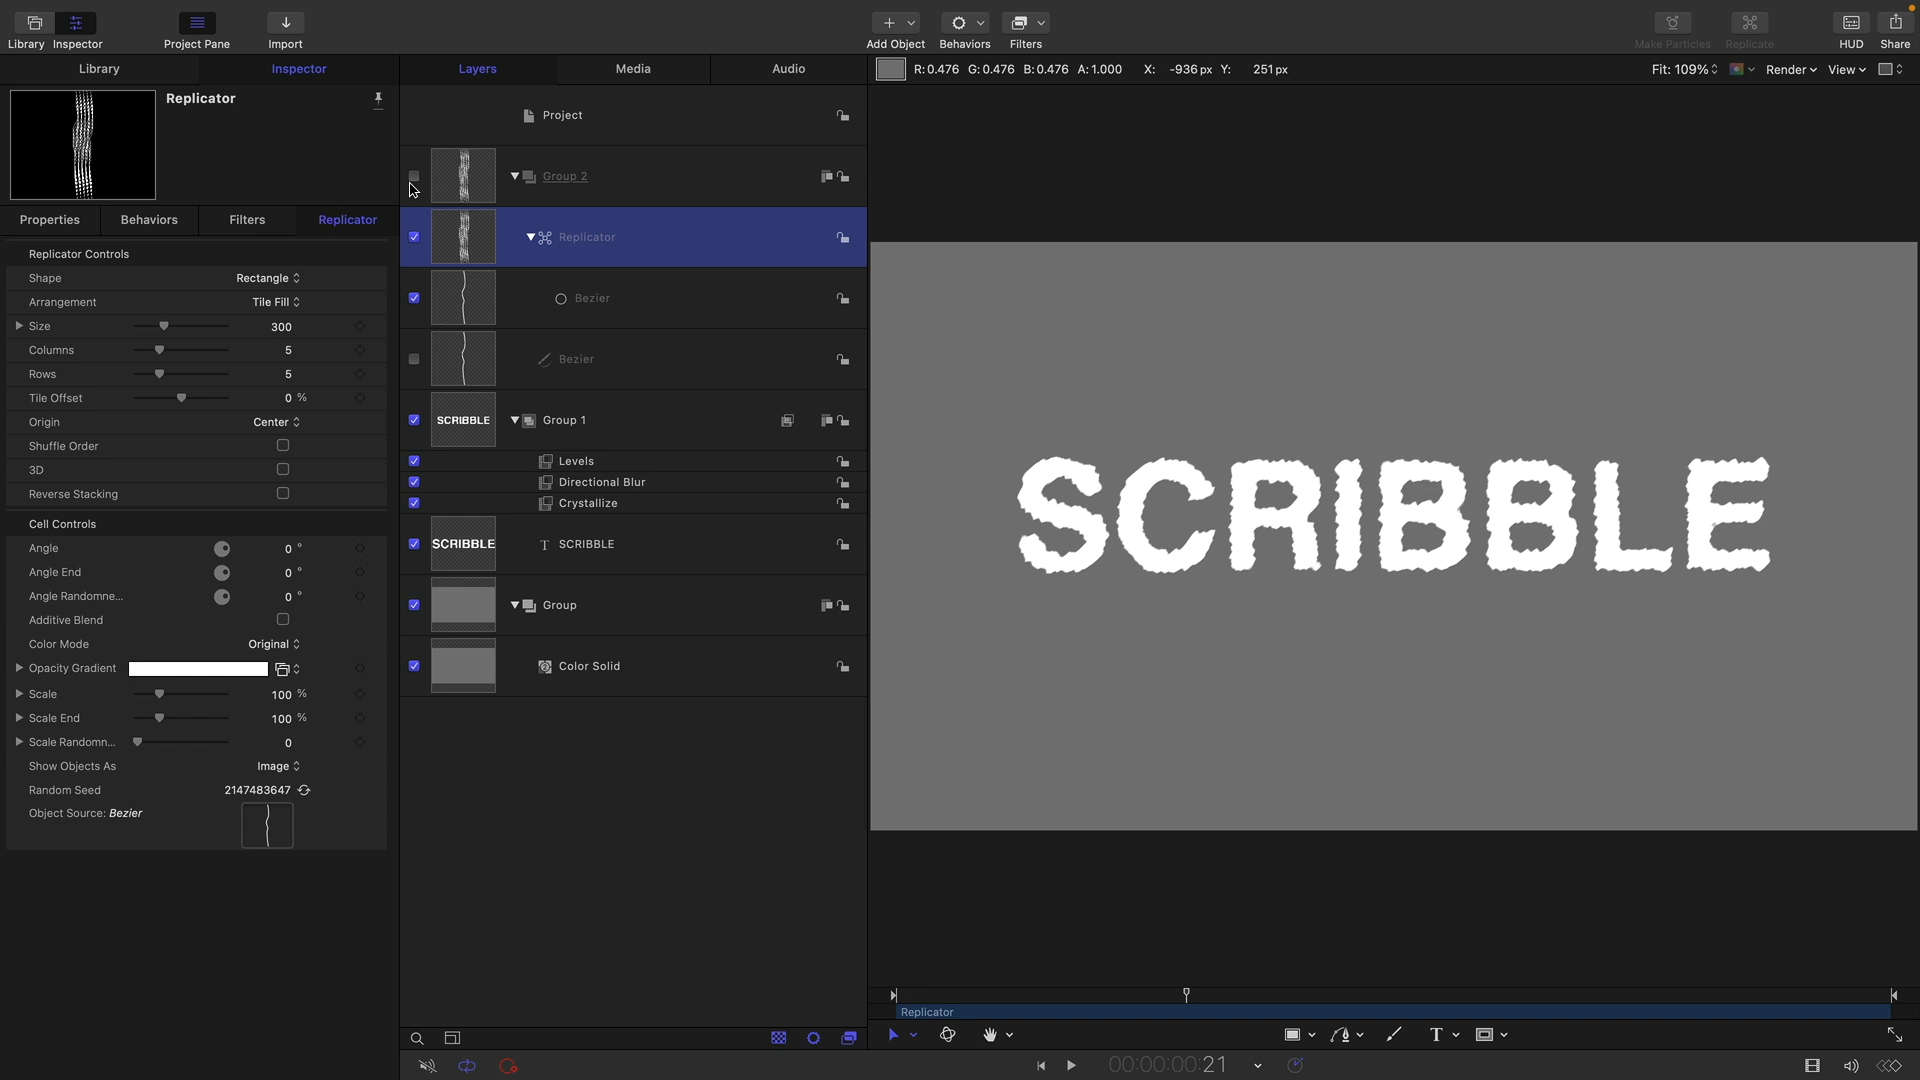 Library Inspector Project Pane Import Add Object Behaviors Filters Make Particles Replicate HUD Share
Library Inspector Layers Media Audio R:0.476 G:0.476 B:0.476 A:1.000 X: -936 px Y: 251 px Fit: 109% Render View
Replicator
Project
Group 2
Properties Behaviors Filters Replicator
Replicator
Replicator Controls
Shape Rectangle
Arrangement Tile Fill
Bezier
Size 300
Columns 5
Bezier
Rows 5
Tile Offset 0 %
Origin Center
SCRIBBLE Group 1
Shuffle Order
Levels
3D
Directional Blur
Reverse Stacking
Crystallize
SCRIBBLE
Cell Controls
SCRIBBLE T SCRIBBLE
Angle 0 °
Angle End 0 °
Angle Randomne... 0 °
Group
Additive Blend
Color Mode Original
Opacity Gradient
Color Solid
Scale 100 %
Scale End 100 %
Scale Randomn... 0
Show Objects As Image
Random Seed 2147483647
Object Source: Bezier
Replicator
T
00:00:00:21